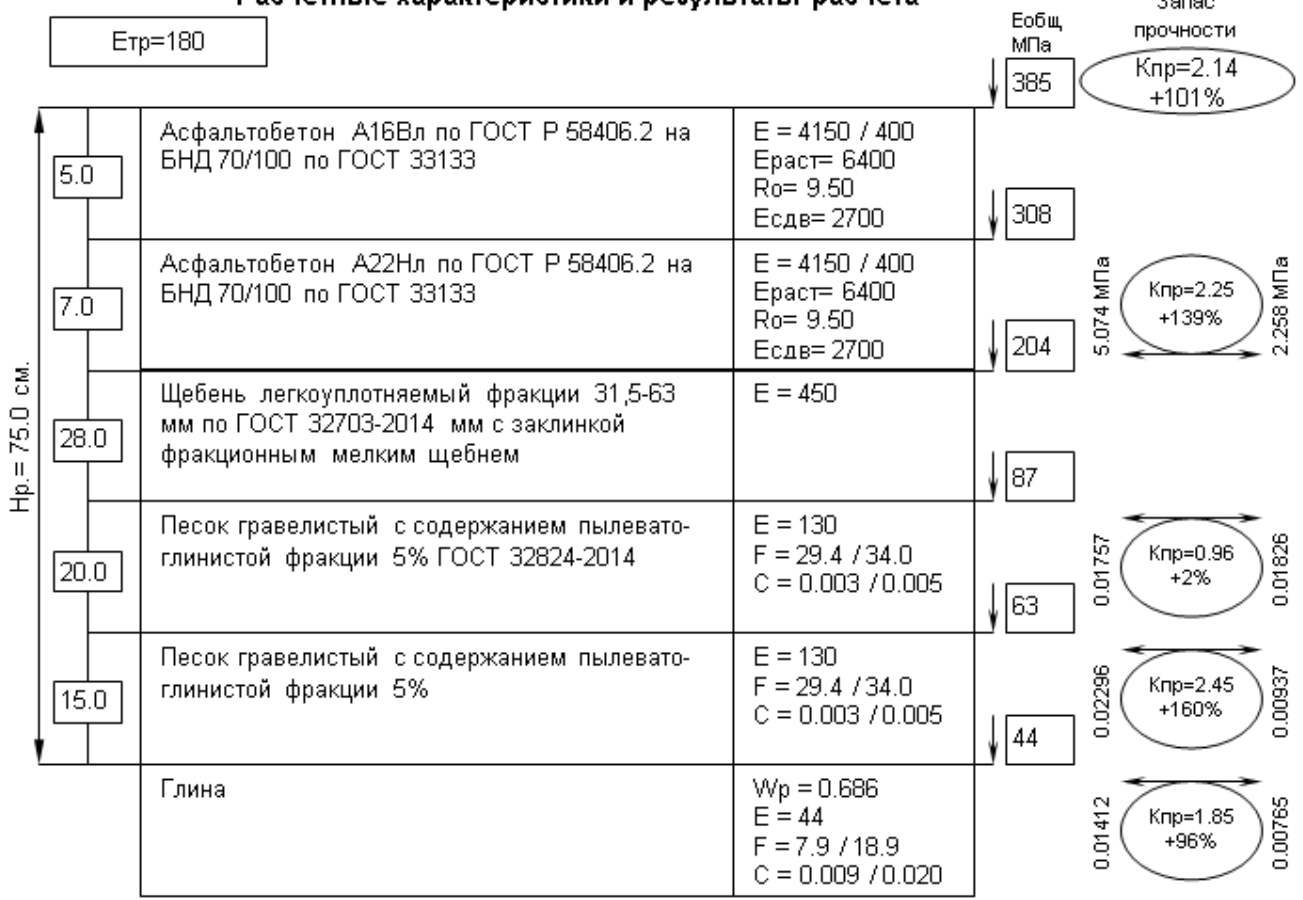 Расчетные характеристики и результаты расчета
Етр=180
Еобщ
МПа
Запас
прочности
385
Кпр=2.14
+101%
Нр.= 75.0 см.
5.0
Асфальтобетон А16Вл по ГОСТ Р 58406.2 на
БНД 70/100 по ГОСТ 33133
Е = 4150 / 400
Ераст= 6400
Ro= 9.50
Есдв= 2700
308
7.0
Асфальтобетон А22Нл по ГОСТ Р 58406.2 на
БНД 70/100 по ГОСТ 33133
Е = 4150 / 400
Ераст= 6400
Ro= 9.50
Есдв= 2700
204
5.074 МПа
Кпр=2.25
+139%
2.258 МПа
28.0
Щебень легкоуплотняемый фракции 31,5-63
мм по ГОСТ 32703-2014 мм с заклинкой
фракционным мелким щебнем
Е = 450
87
20.0
Песок гравелистый с содержанием пылевато-
глинистой фракции 5% ГОСТ 32824-2014
Е = 130
F = 29.4 / 34.0
С = 0.003 / 0.005
63
0.01757
Кпр=0.96
+2%
0.01826
15.0
Песок гравелистый с содержанием пылевато-
глинистой фракции 5%
Е = 130
F = 29.4 / 34.0
С = 0.003 / 0.005
44
0.02296
Кпр=2.45
+160%
0.00937
Глина
Wp = 0.686
Е = 44
F = 7.9 / 18.9
С = 0.009 / 0.020
0.01412
Кпр=1.85
+96%
0.00765